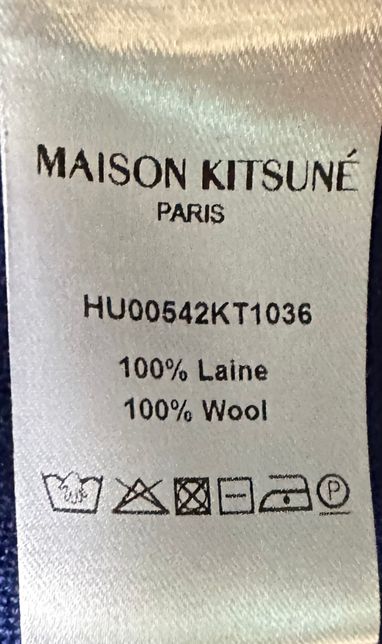 MAISON KITSUNÉ
PARIS
HU00542KT1036
100% Laine
100% Wool
P